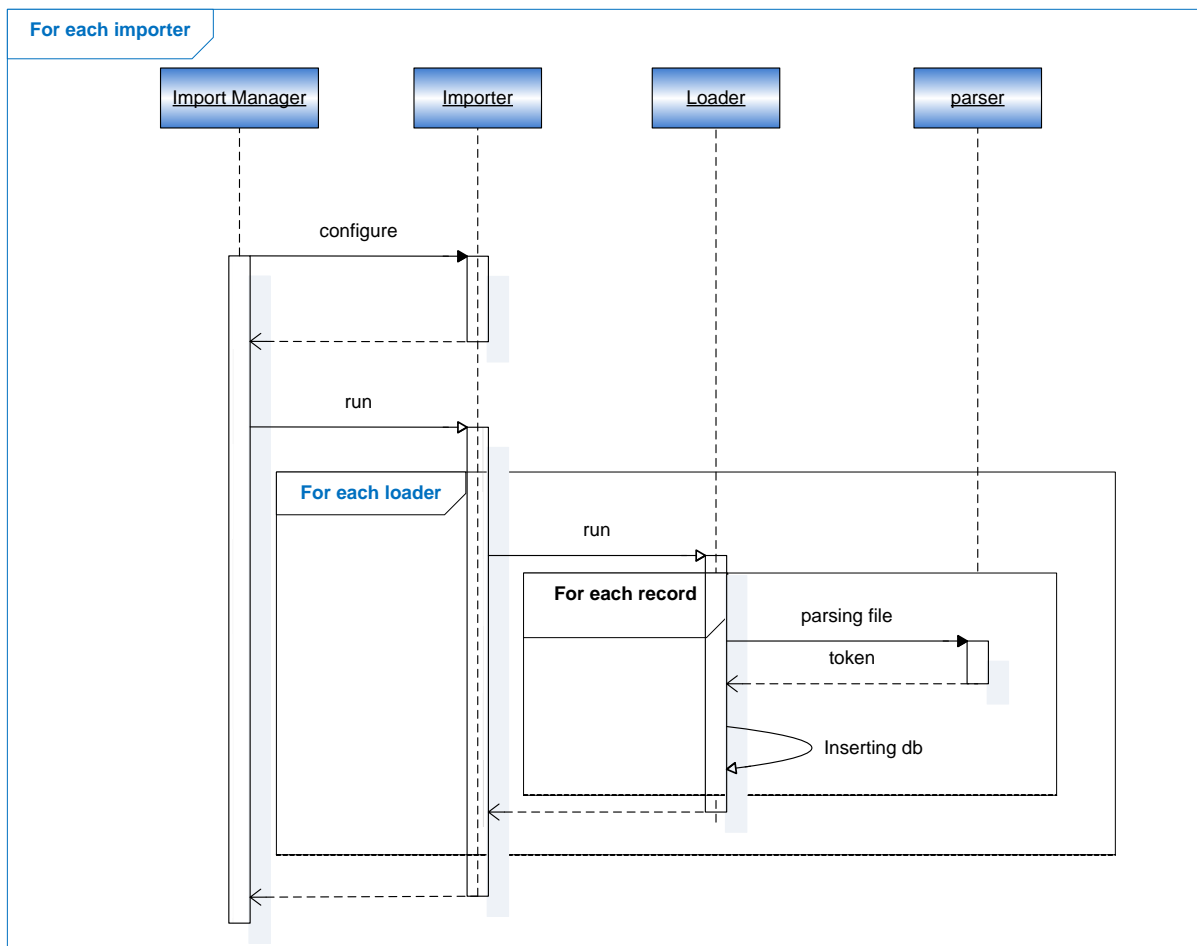 For each importer
Import Manager
Importer
Loader
parser
configure
run
For each loader
run
For each record
parsing file
token
Inserting db